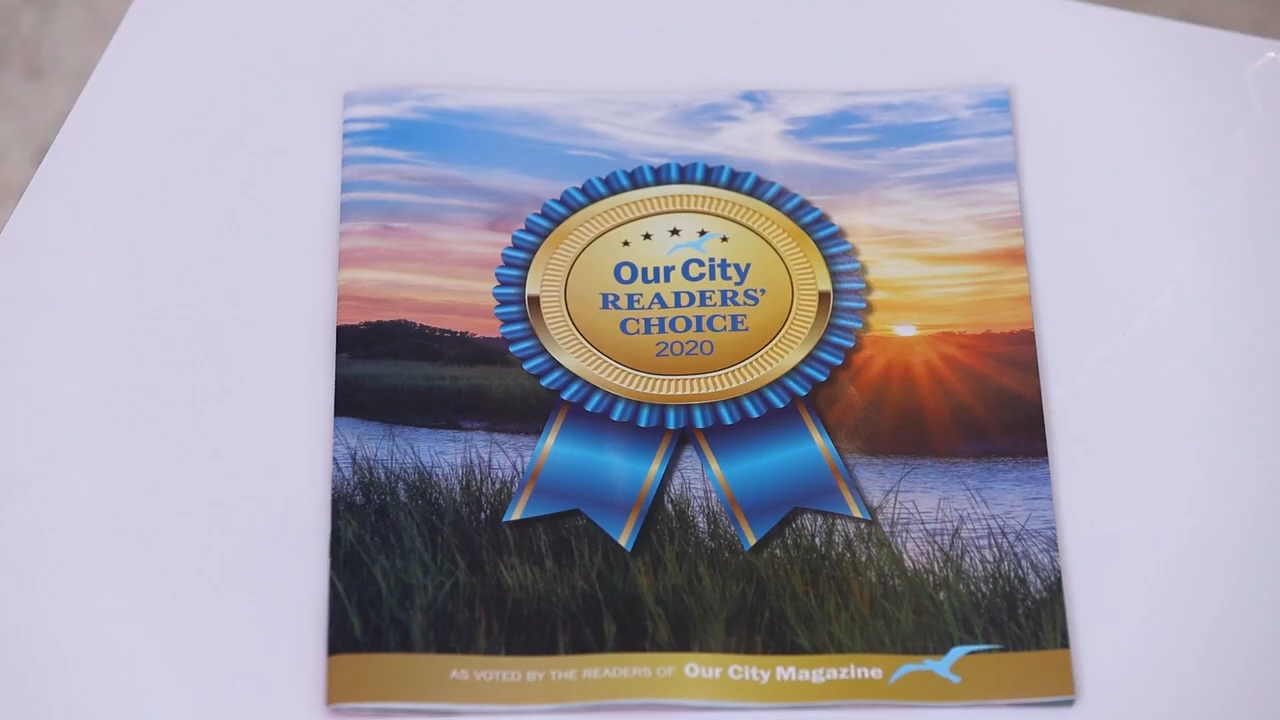 Our City
READERS'
CHOICE
2020
AS VOTED BY THE READERS OF Our City Magazine